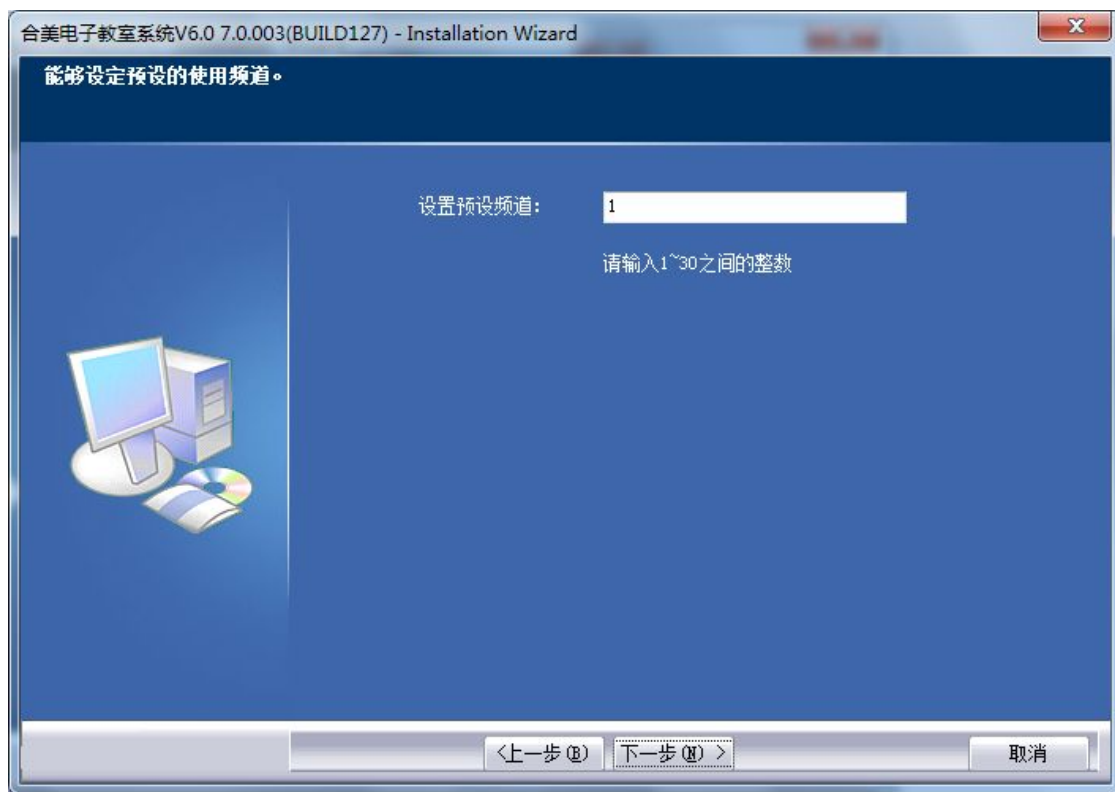 合美电子教室系统V6.0 7.0.003(BUILD127) - Installation Wizard
能够设定预设的使用频道。
设置预设频道: 1
请输入1~30之间的整数
<上一步(B) 下一步(N) > 取消